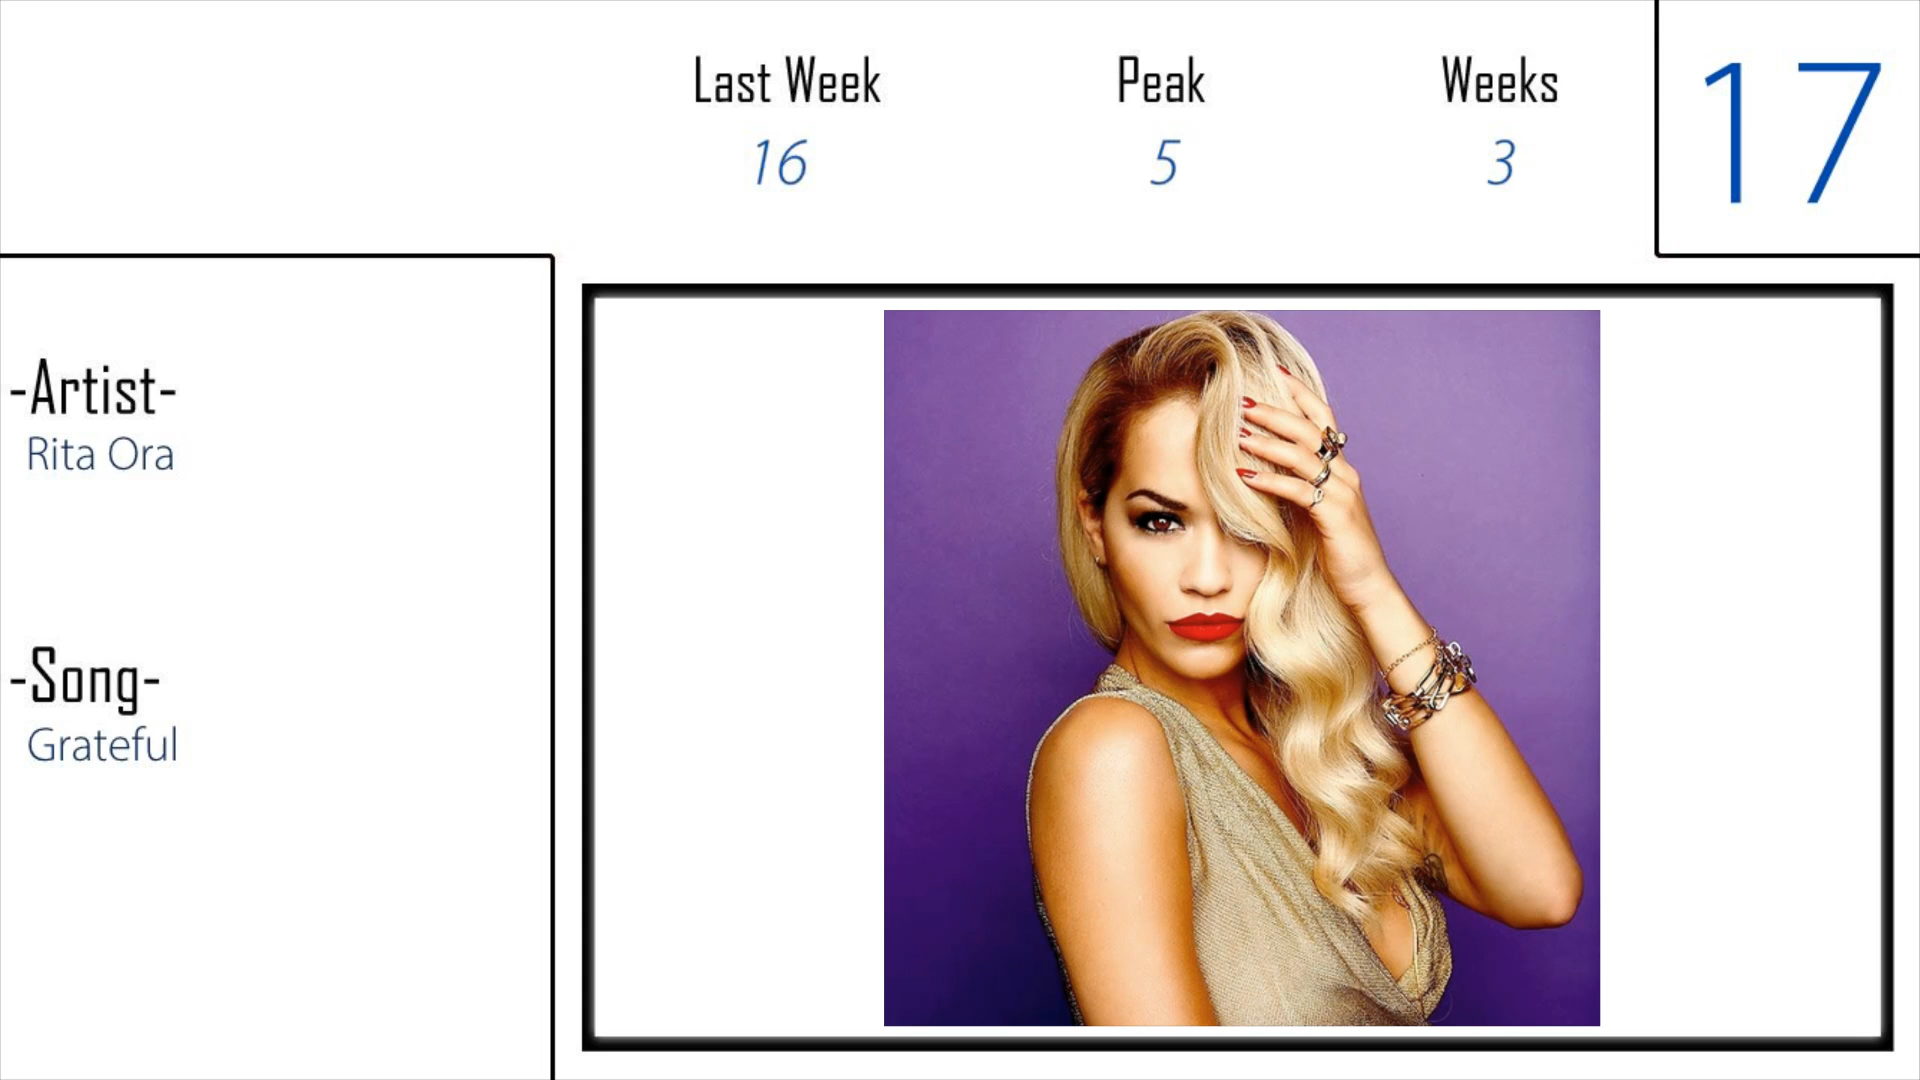 Last Week Peak Weeks 17
16 5 3
-Artist-
Rita Ora
-Song-
Grateful